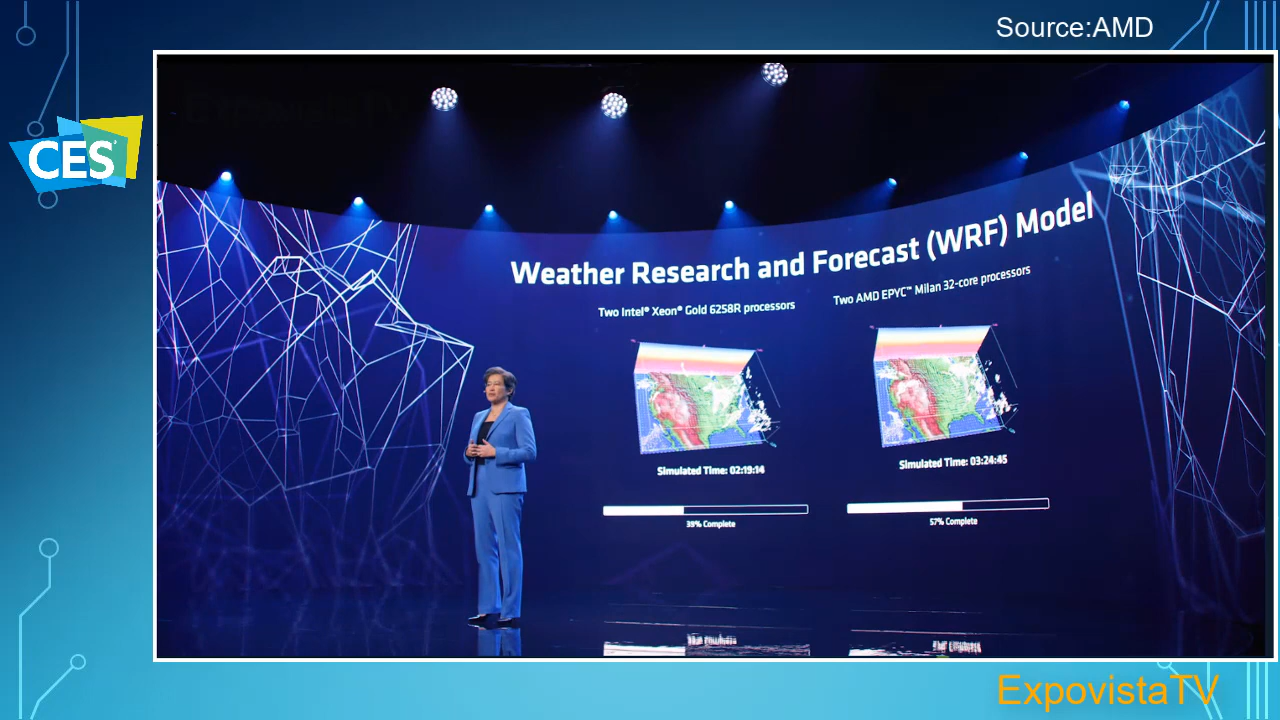 Source:AMD
CES
Weather Research and Forecast (WRF) Model
Two Intel® Xeon® Gold 6258R processors
Two AMD EPYC™ Milan 32-core processors
Simulated Time: 02:19:14
Simulated Time: 03:24:45
39% Complete
57% Complete
ExpovistaTV